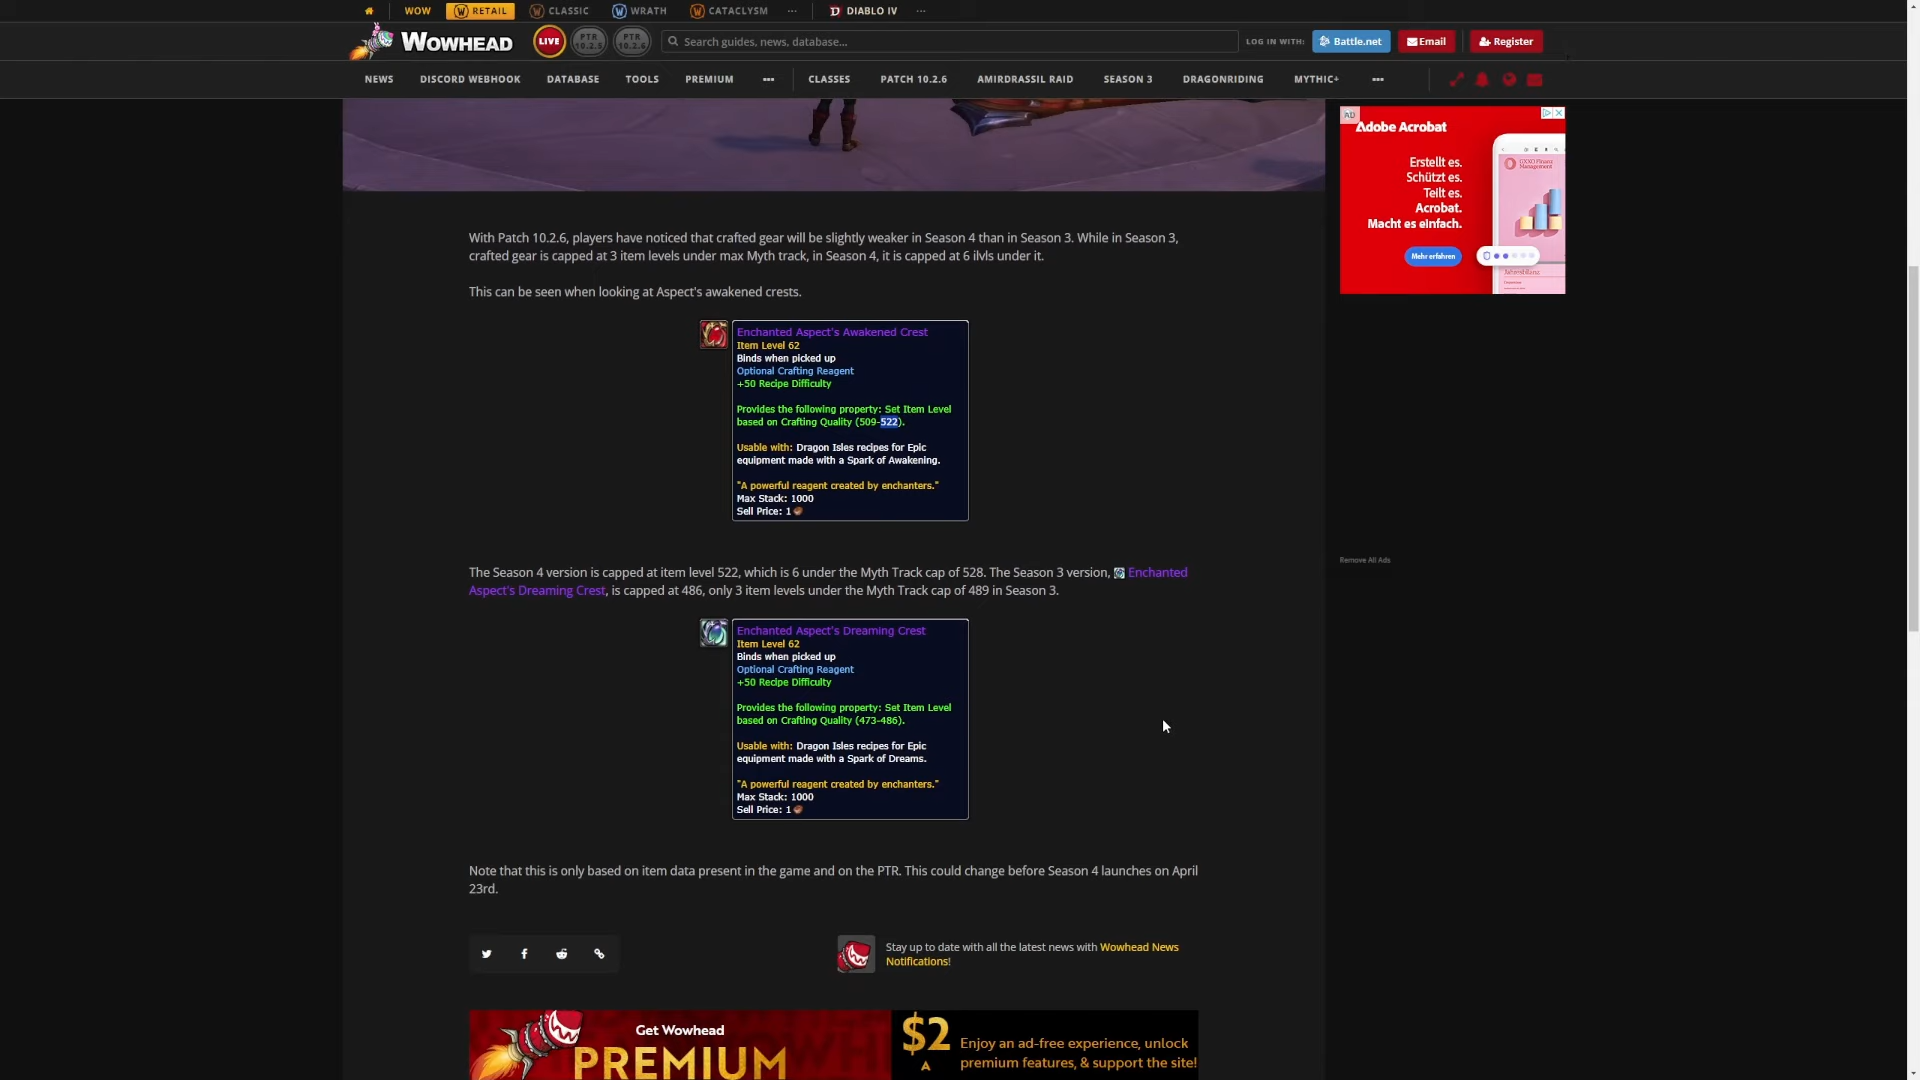 WOW RETAIL CLASSIC WRATH CATACLYSM ... DIABLO IV ...
WOWHEAD LIVE PTR 10.2.5 PTR 10.2.6 Search guides, news, database... LOG IN WITH: Battle.net Email Register
NEWS DISCORD WEBHOOK DATABASE TOOLS PREMIUM ... CLASSES PATCH 10.2.6 AMIRDRASSIL RAID SEASON 3 DRAGONRIDING MYTHIC+ ...
AD
Adobe Acrobat
Erstellt es.
Schützt es.
Teilt es.
Acrobat.
Macht es einfach.
Mehr erfahren
Remove All Ads
With Patch 10.2.6, players have noticed that crafted gear will be slightly weaker in Season 4 than in Season 3. While in Season 3,
crafted gear is capped at 3 item levels under max Myth track, in Season 4, it is capped at 6 ilvls under it.
This can be seen when looking at Aspect's awakened crests.
Enchanted Aspect's Awakened Crest
Item Level 62
Binds when picked up
Optional Crafting Reagent
+50 Recipe Difficulty
Provides the following property: Set Item Level
based on Crafting Quality (509-522).
Usable with: Dragon Isles recipes for Epic
equipment made with a Spark of Awakening.
"A powerful reagent created by enchanters."
Max Stack: 1000
Sell Price: 1
The Season 4 version is capped at item level 522, which is 6 under the Myth Track cap of 528. The Season 3 version, Enchanted
Aspect's Dreaming Crest, is capped at 486, only 3 item levels under the Myth Track cap of 489 in Season 3.
Enchanted Aspect's Dreaming Crest
Item Level 62
Binds when picked up
Optional Crafting Reagent
+50 Recipe Difficulty
Provides the following property: Set Item Level
based on Crafting Quality (473-486).
Usable with: Dragon Isles recipes for Epic
equipment made with a Spark of Dreams.
"A powerful reagent created by enchanters."
Max Stack: 1000
Sell Price: 1
Note that this is only based on item data present in the game and on the PTR. This could change before Season 4 launches on April
23rd.
Stay up to date with all the latest news with Wowhead News
Notifications!
Get Wowhead
PREMIUM
$2
A
Enjoy an ad-free experience, unlock
premium features, & support the site!